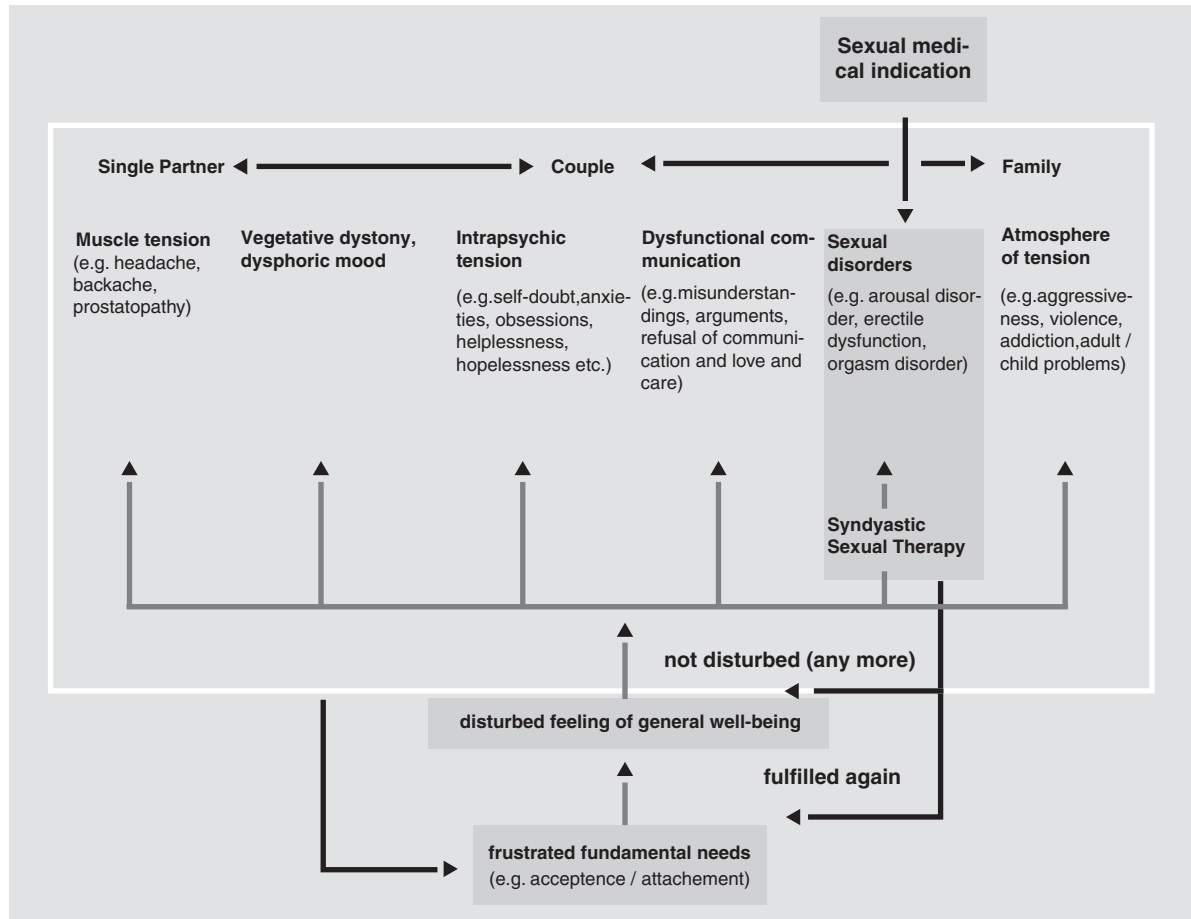 Sexual medi-
cal indication
Single Partner
Couple
Family
Muscle tension
(e.g. headache,
backache,
prostatopathy)
Vegetative dystony,
dysphoric mood
Intrapsychic
tension
(e.g.self-doubt,anxie-
ties, obsessions,
helplessness,
hopelessness etc.)
Dysfunctional com-
munication
(e.g.misunderstan-
dings, arguments,
refusal of communi-
cation and love and
care)
Sexual
disorders
(e.g. arousal disor-
der, erectile
dysfunction,
orgasm disorder)
Atmosphere
of tension
(e.g.aggressive-
ness, violence,
addiction,adult /
child problems)
Syndyastic
Sexual Therapy
not disturbed (any more)
disturbed feeling of general well-being
fulfilled again
frustrated fundamental needs
(e.g. acceptence / attachement)